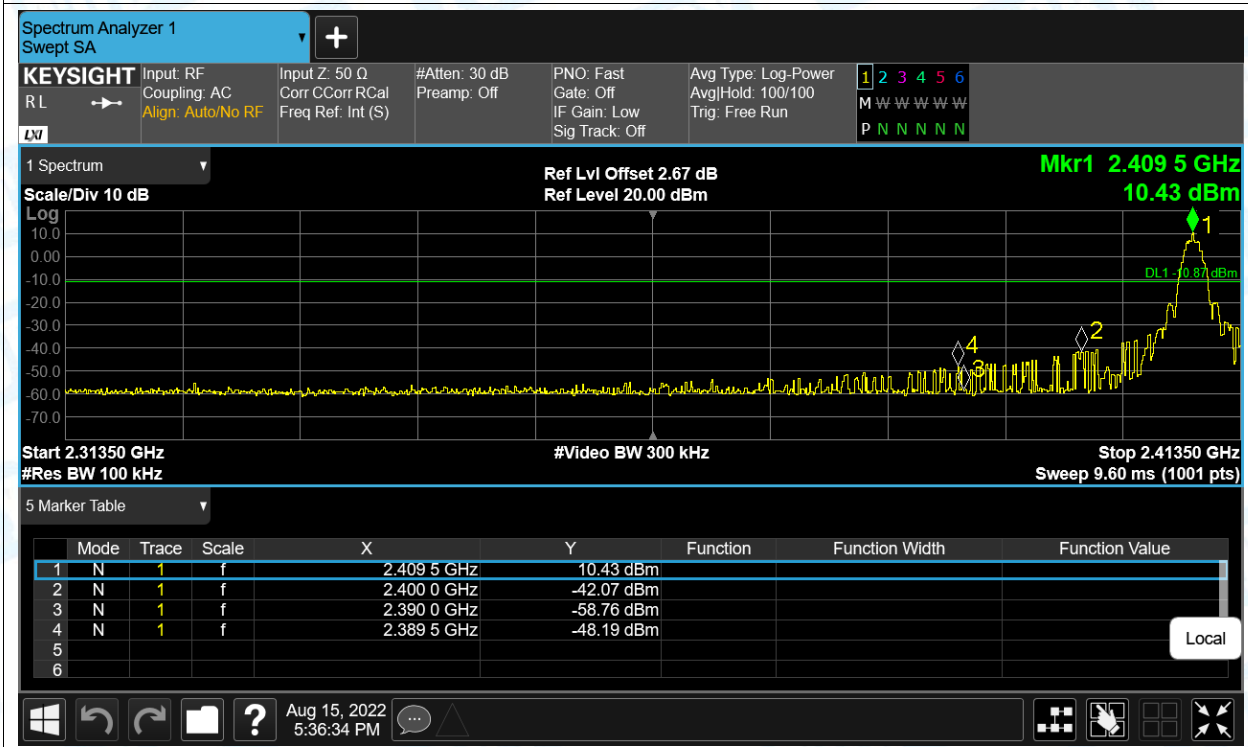 Spectrum Analyzer 1
Swept SA
KEYSIGHT
RL
LXI
Input: RF
Coupling: AC
Align: Auto/No RF
Input Z: 50 Ω
Corr CCorr RCal
Freq Ref: Int (S)
#Atten: 30 dB
Preamp: Off
PNO: Fast
Gate: Off
IF Gain: Low
Sig Track: Off
Avg Type: Log-Power
Avg|Hold: 100/100
Trig: Free Run
1 2 3 4 5 6
M W W W W W
P N N N N N
1 Spectrum
Scale/Div 10 dB
Ref Lvl Offset 2.67 dB
Ref Level 20.00 dBm
Mkr1 2.409 5 GHz
10.43 dBm
Log
10.0
0.00
-10.0
-20.0
-30.0
-40.0
-50.0
-60.0
-70.0
1
DL1 -10.87 dBm
2
4
3
Start 2.31350 GHz
#Res BW 100 kHz
#Video BW 300 kHz
Stop 2.41350 GHz
Sweep 9.60 ms (1001 pts)
5 Marker Table
Mode Trace Scale X Y Function Function Width Function Value
1 N 1 f 2.409 5 GHz 10.43 dBm
2 N 1 f 2.400 0 GHz -42.07 dBm
3 N 1 f 2.390 0 GHz -58.76 dBm
4 N 1 f 2.389 5 GHz -48.19 dBm
5
6
Local
?
Aug 15, 2022
5:36:34 PM